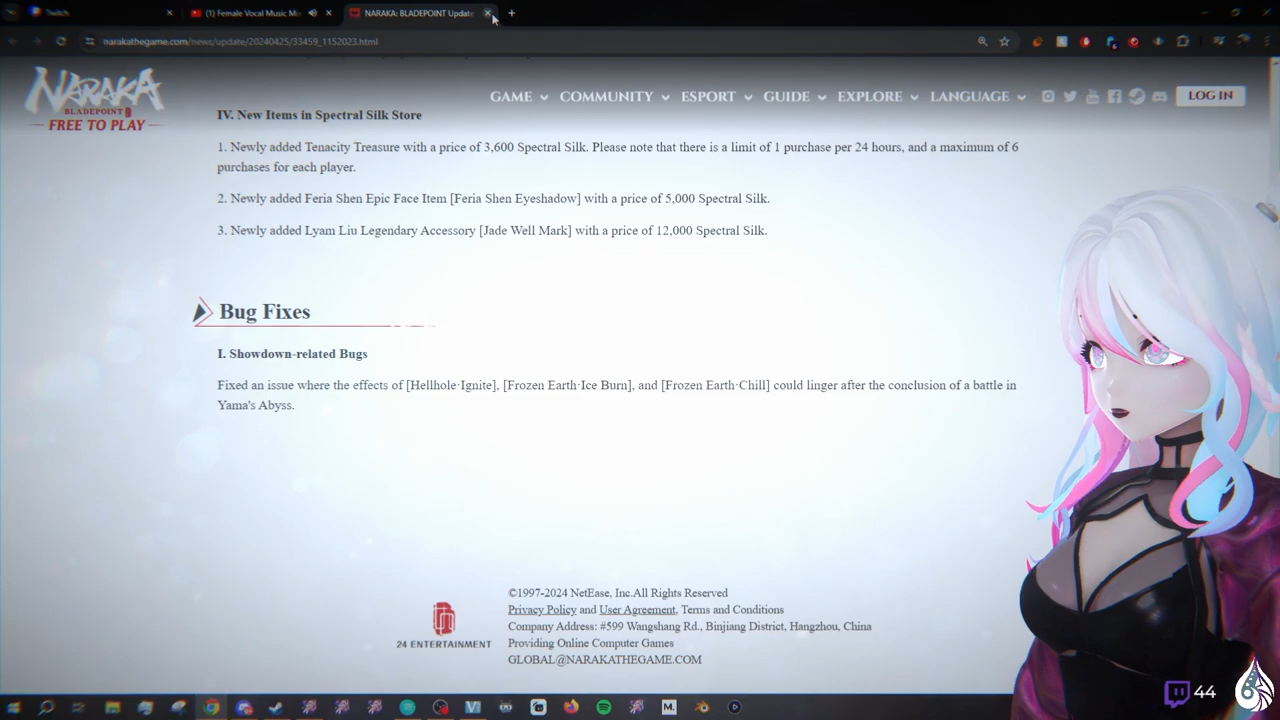 Twitch
(1) Female Vocal Music Mi
NARAKA: BLADEPOINT Updat
narakathegame.com/news/update/20240425/33459_1152023.html
NARAKA
BLADEPOINT
FREE TO PLAY
GAME COMMUNITY ESPORT GUIDE EXPLORE LANGUAGE LOG IN
IV. New Items in Spectral Silk Store
1. Newly added Tenacity Treasure with a price of 3,600 Spectral Silk. Please note that there is a limit of 1 purchase per 24 hours, and a maximum of 6
purchases for each player.
2. Newly added Feria Shen Epic Face Item [Feria Shen Eyeshadow] with a price of 5,000 Spectral Silk.
3. Newly added Lyam Liu Legendary Accessory [Jade Well Mark] with a price of 12,000 Spectral Silk.
Bug Fixes
I. Showdown-related Bugs
Fixed an issue where the effects of [Hellhole·Ignite], [Frozen Earth·Ice Burn], and [Frozen Earth·Chill] could linger after the conclusion of a battle in
Yama's Abyss.
24 ENTERTAINMENT
©1997-2024 NetEase, Inc.All Rights Reserved
Privacy Policy and User Agreement, Terms and Conditions
Company Address: #599 Wangshang Rd., Binjiang District, Hangzhou, China
Providing Online Computer Games
GLOBAL@NARAKATHEGAME.COM
44